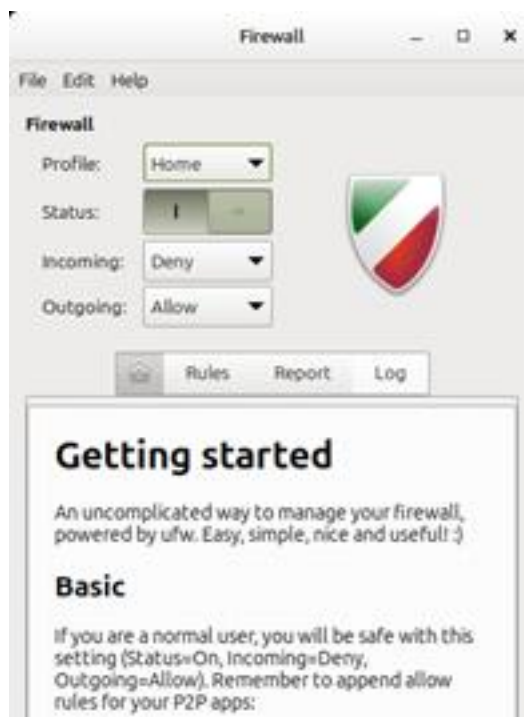 Firewall
File Edit Help
Firewall
Profile: Home
Status:
Incoming: Deny
Outgoing: Allow
Rules Report Log
Getting started
An uncomplicated way to manage your firewall,
powered by ufw. Easy, simple, nice and useful! :)
Basic
If you are a normal user, you will be safe with this
setting (Status=On, Incoming=Deny,
Outgoing=Allow). Remember to append allow
rules for your P2P apps: